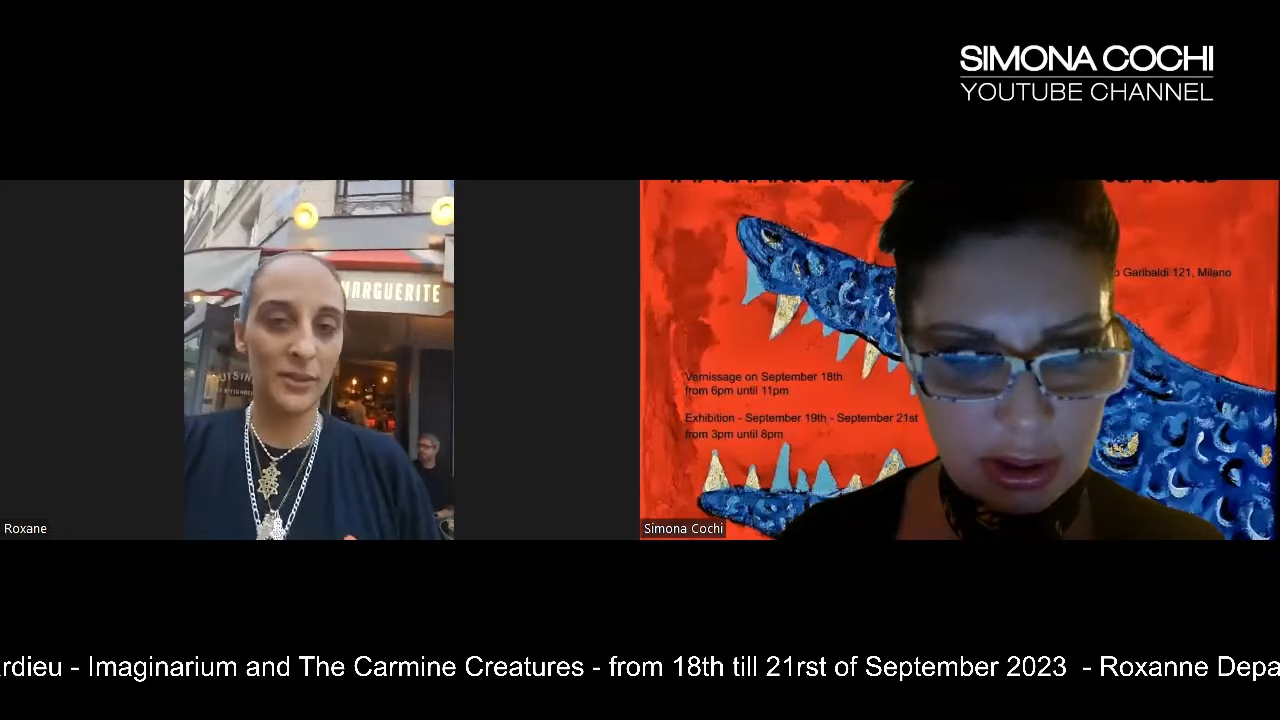 SIMONA COCHI
YOUTUBE CHANNEL
MARGUERITE
Garibaldi 121, Milano
Vernissage on September 18th
from 6pm until 11pm
Exhibition - September 19th - September 21st
from 3pm until 8pm
Roxane
Simona Cochi
rdieu - Imaginarium and The Carmine Creatures - from 18th till 21rst of September 2023 - Roxanne Depa